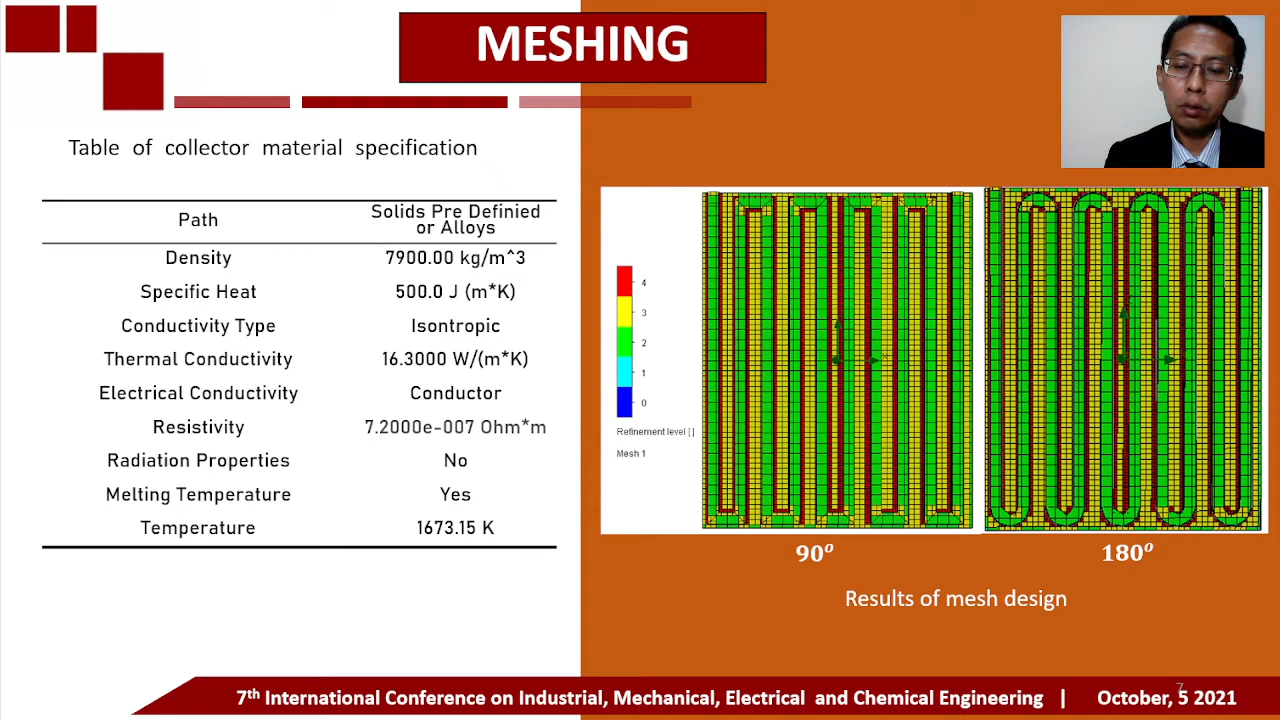 MESHING
Table of collector material specification
Path
Solids Pre Definied
or Alloys
Density
7900.00 kg/m^3
Specific Heat
500.0 J (m*K)
Conductivity Type
Isontropic
Thermal Conductivity
16.3000 W/(m*K)
Electrical Conductivity
Conductor
Resistivity
7.2000e-007 Ohm*m
Radiation Properties
No
Melting Temperature
Yes
Temperature
1673.15 K
4
3
2
1
0
Refinement level [ ]
Mesh 1
90°
180°
Results of mesh design
7
7th International Conference on Industrial, Mechanical, Electrical and Chemical Engineering | October, 5 2021